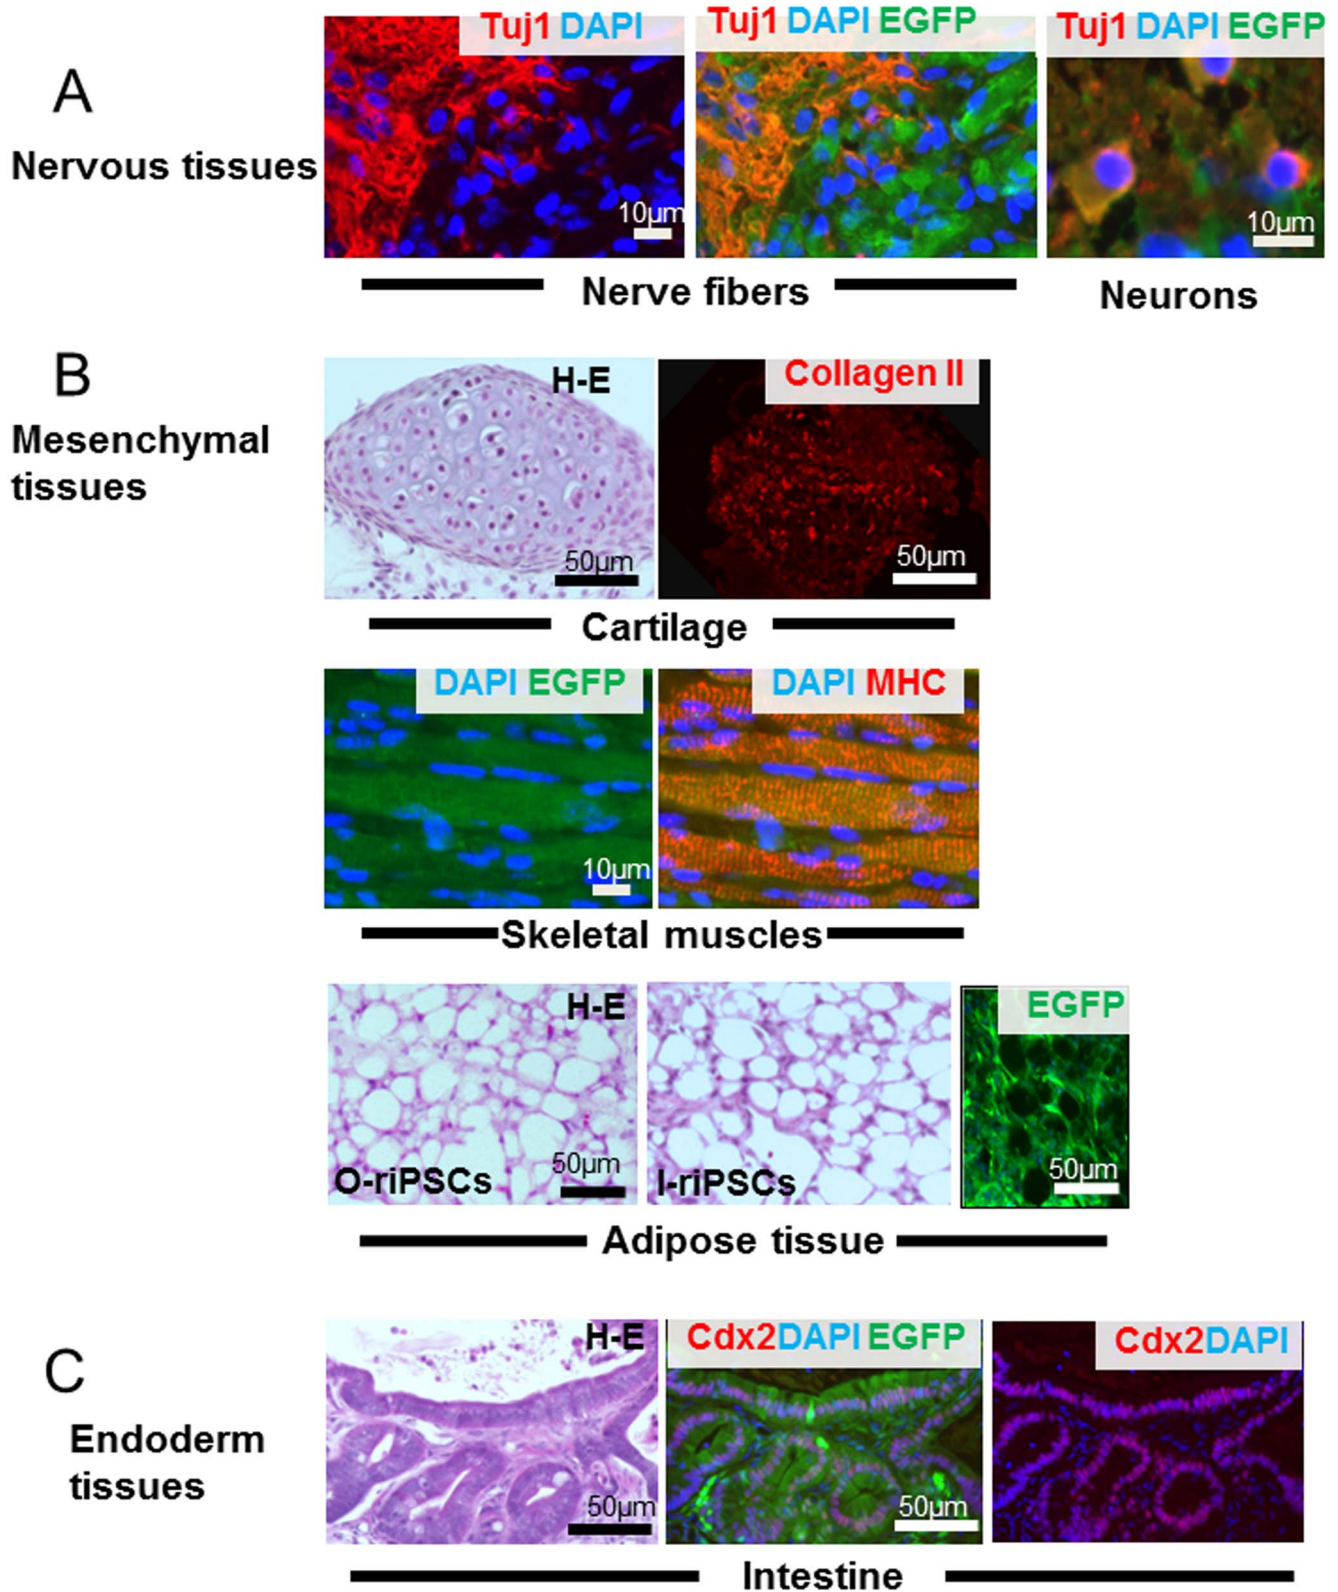 A
Nervous tissues
Tuj1 DAPI
10µm
Tuj1 DAPI EGFP
Tuj1 DAPI EGFP
10µm
Nerve fibers
Neurons
B
Mesenchymal
tissues
H-E
50µm
Collagen II
50µm
Cartilage
DAPI EGFP
10µm
DAPI MHC
Skeletal muscles
H-E
O-riPSCs
50µm
I-riPSCs
EGFP
50µm
Adipose tissue
C
Endoderm
tissues
H-E
50µm
Cdx2DAPI EGFP
50µm
Cdx2DAPI
Intestine